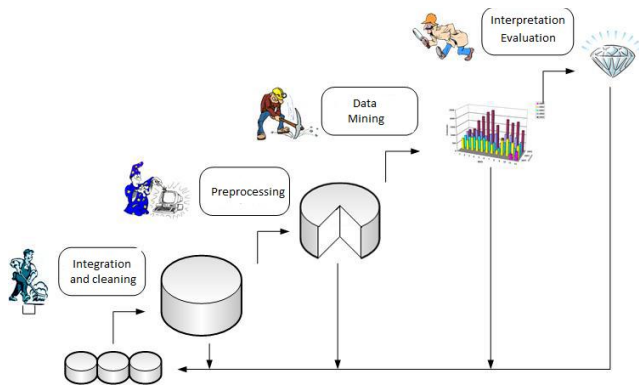 Interpretation
Evaluation
Data
Mining
Preprocessing
Integration
and cleaning